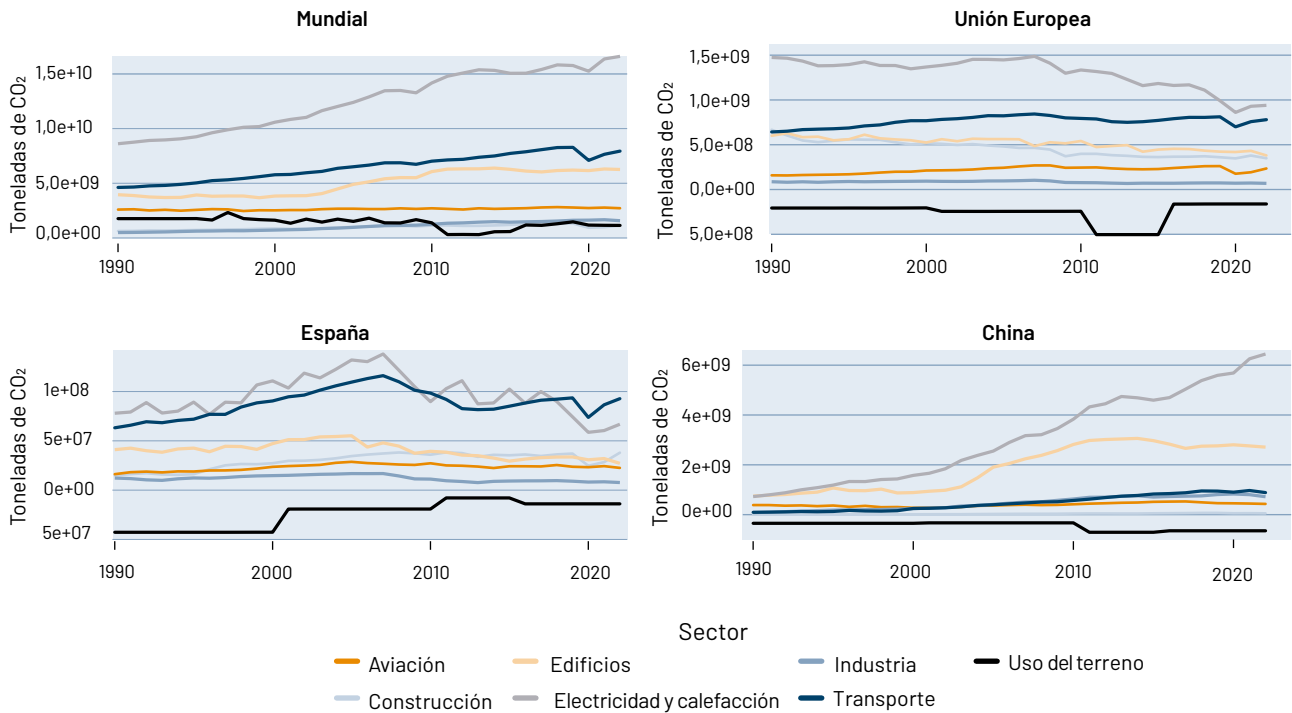 Mundial
Toneladas de CO₂
1,5e+10
1,0e+10
5,0e+09
0,0e+00
1990
2000
2010
2020
Unión Europea
Toneladas de CO₂
1,5e+09
1,0e+09
5,0e+08
0,0e+00
5,0e+08
1990
2000
2010
2020
España
Toneladas de CO₂
1e+08
5e+07
0e+00
5e+07
1990
2000
2010
2020
China
Toneladas de CO₂
6e+09
4e+09
2e+09
0e+00
1990
2000
2010
2020
Sector
Aviación
Edificios
Industria
Uso del terreno
Construcción
Electricidad y calefacción
Transporte